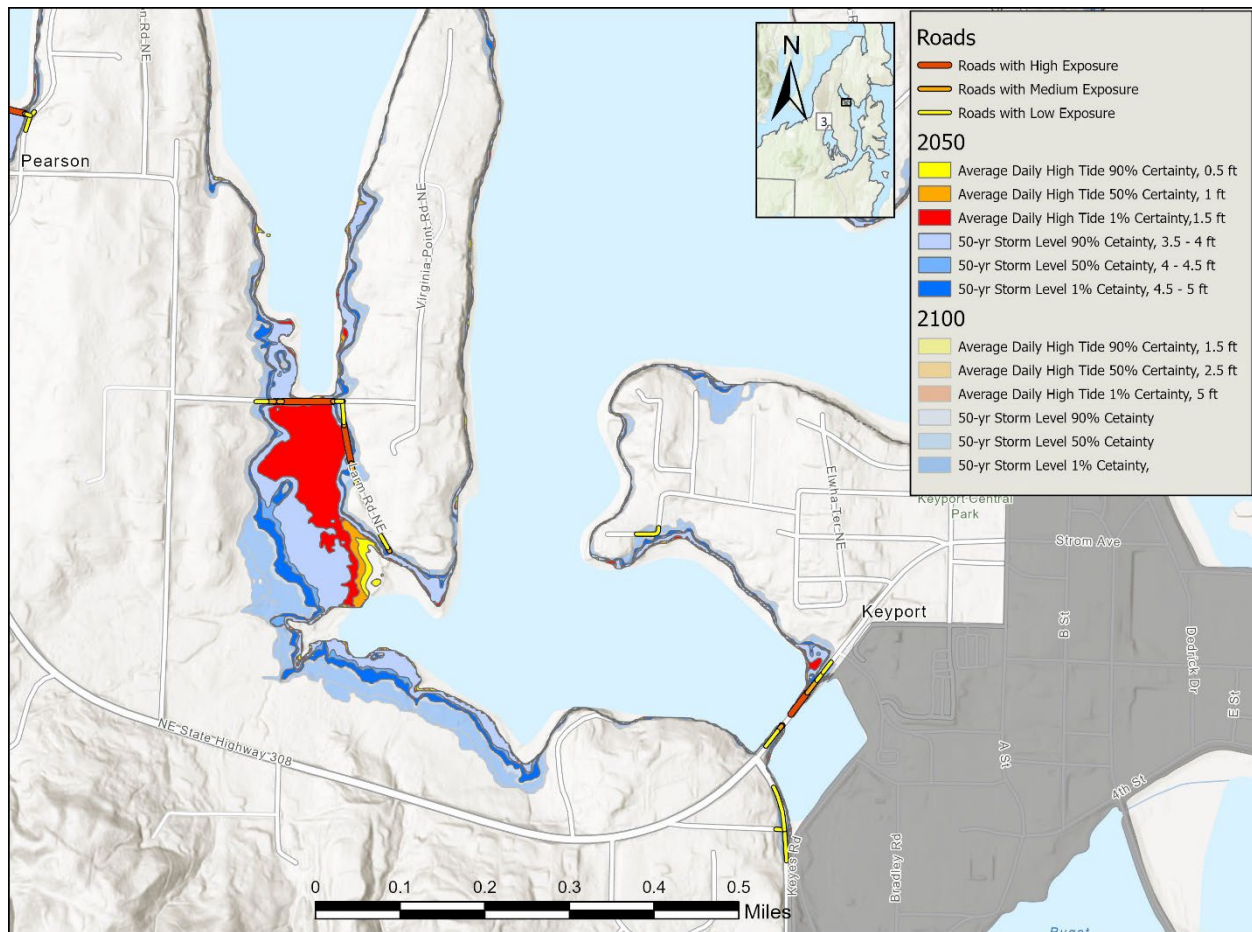 n Rd NE
Pearson
Virginia Point Rd NE
Larm Rd NE
NE State Highway 308
Elwha Ter NE
Keyport
Keyport Central
Park
Strom Ave
B St
Dedrick Dr
E St
A St
4th St
Bradley Rd
Keyes Rd
Puget
N
3
0 0.1 0.2 0.3 0.4 0.5
Miles
Roads
Roads with High Exposure
Roads with Medium Exposure
Roads with Low Exposure
2050
Average Daily High Tide 90% Certainty, 0.5 ft
Average Daily High Tide 50% Certainty, 1 ft
Average Daily High Tide 1% Certainty,1.5 ft
50-yr Storm Level 90% Cetainty, 3.5 - 4 ft
50-yr Storm Level 50% Cetainty, 4 - 4.5 ft
50-yr Storm Level 1% Cetainty, 4.5 - 5 ft
2100
Average Daily High Tide 90% Certainty, 1.5 ft
Average Daily High Tide 50% Certainty, 2.5 ft
Average Daily High Tide 1% Certainty, 5 ft
50-yr Storm Level 90% Cetainty
50-yr Storm Level 50% Cetainty
50-yr Storm Level 1% Cetainty,